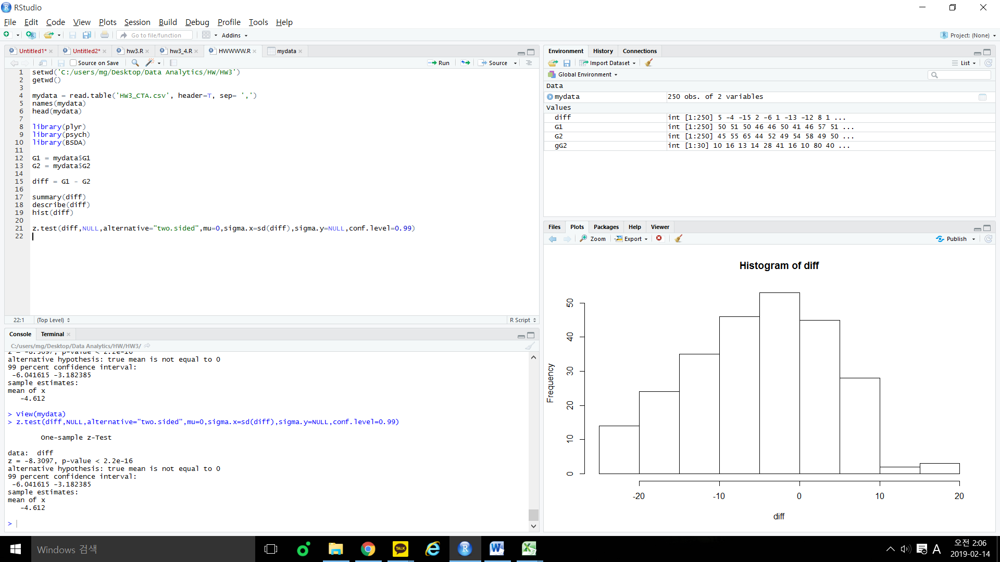 RStudio
File Edit Code View Plots Session Build Debug Profile Tools Help
Go to file/function Addins Project: (None)
Untitled1* Untitled2* hw3.R hw3_4.R HWWWW.R mydata
Source on Save Run Source
1 setwd('C:/users/mg/Desktop/Data Analytics/HW/HW3')
2 getwd()
3
4 mydata = read.table('HW3_CTA.csv', header=T, sep= ',')
5 names(mydata)
6 head(mydata)
7
8 library(plyr)
9 library(psych)
10 library(BSDA)
11
12 G1 = mydata$G1
13 G2 = mydata$G2
14
15 diff = G1 - G2
16
17 summary(diff)
18 describe(diff)
19 hist(diff)
20
21 z.test(diff,NULL,alternative="two.sided",mu=0,sigma.x=sd(diff),sigma.y=NULL,conf.level=0.99)
22
22:1 (Top Level) R Script
Console Terminal
C:/users/mg/Desktop/Data Analytics/HW/HW3/
z = -8.3097, p-value < 2.2e-16
alternative hypothesis: true mean is not equal to 0
99 percent confidence interval:
-6.041615 -3.182385
sample estimates:
mean of x
-4.612
> View(mydata)
> z.test(diff,NULL,alternative="two.sided",mu=0,sigma.x=sd(diff),sigma.y=NULL,conf.level=0.99)
One-sample z-Test
data: diff
z = -8.3097, p-value < 2.2e-16
alternative hypothesis: true mean is not equal to 0
99 percent confidence interval:
-6.041615 -3.182385
sample estimates:
mean of x
-4.612
>
Environment History Connections
Import Dataset List
Global Environment
Data
mydata 250 obs. of 2 variables
Values
diff int [1:250] 5 -4 -15 2 -6 1 -13 -12 8 1 ...
G1 int [1:250] 50 51 50 46 46 50 41 46 57 51 ...
G2 int [1:250] 45 55 65 44 52 49 54 58 49 50 ...
gG2 int [1:30] 10 16 13 14 28 41 16 10 80 40 ...
Files Plots Packages Help Viewer
Zoom Export Publish
Histogram of diff
Frequency
50
40
30
20
10
0
-20 -10 0 10 20
diff
Windows 검색
TALK
A
오전 2:06
2019-02-14